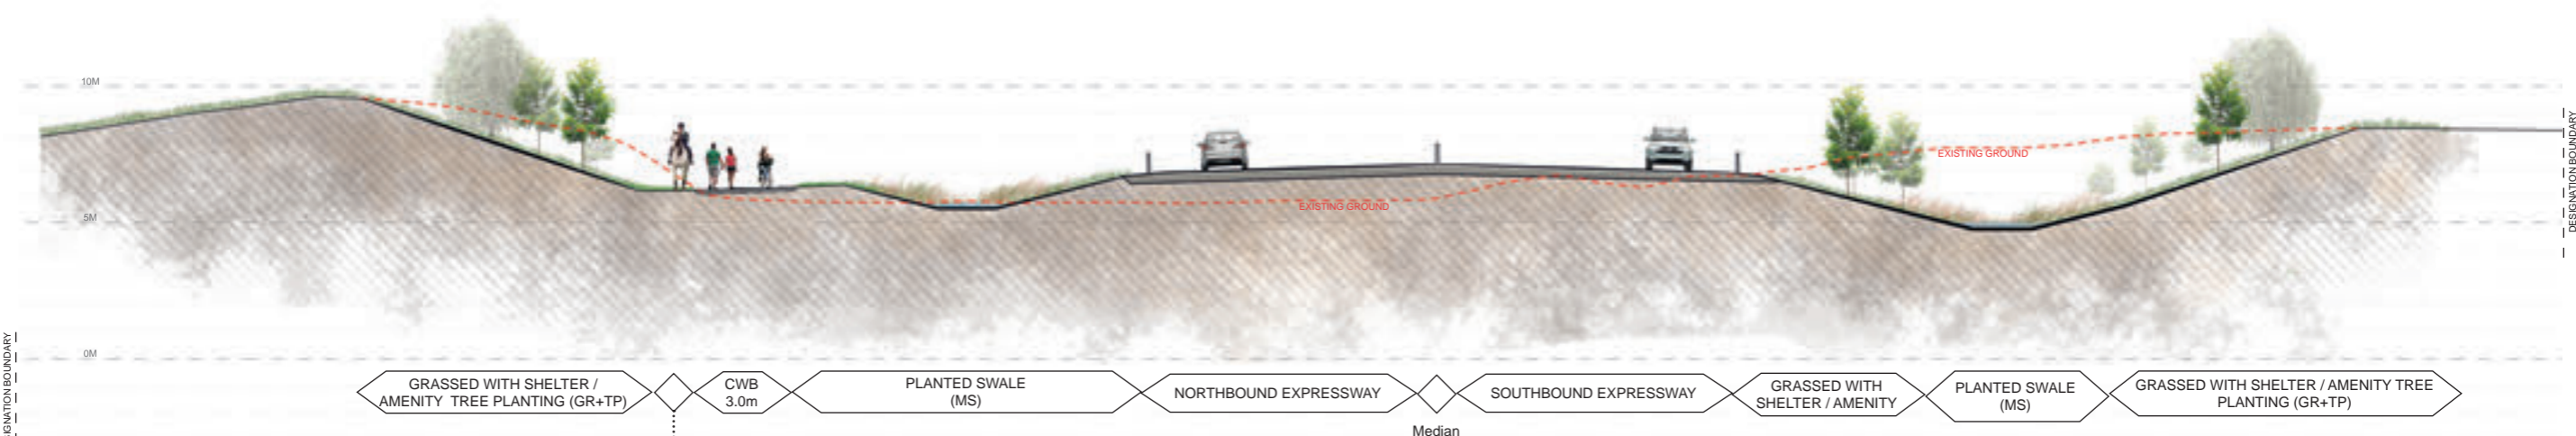 10M
DESIGNATION BOUNDARY
EXISTING GROUND
EXISTING GROUND
5M
0M
GRASSED WITH SHELTER /
AMENITY TREE PLANTING (GR+TP)
CWB
3.0m
PLANTED SWALE
(MS)
NORTHBOUND EXPRESSWAY
SOUTHBOUND EXPRESSWAY
GRASSED WITH
SHELTER / AMENITY
PLANTED SWALE
(MS)
GRASSED WITH SHELTER / AMENITY TREE
PLANTING (GR+TP)
Median
SIGNATION BOUNDARY